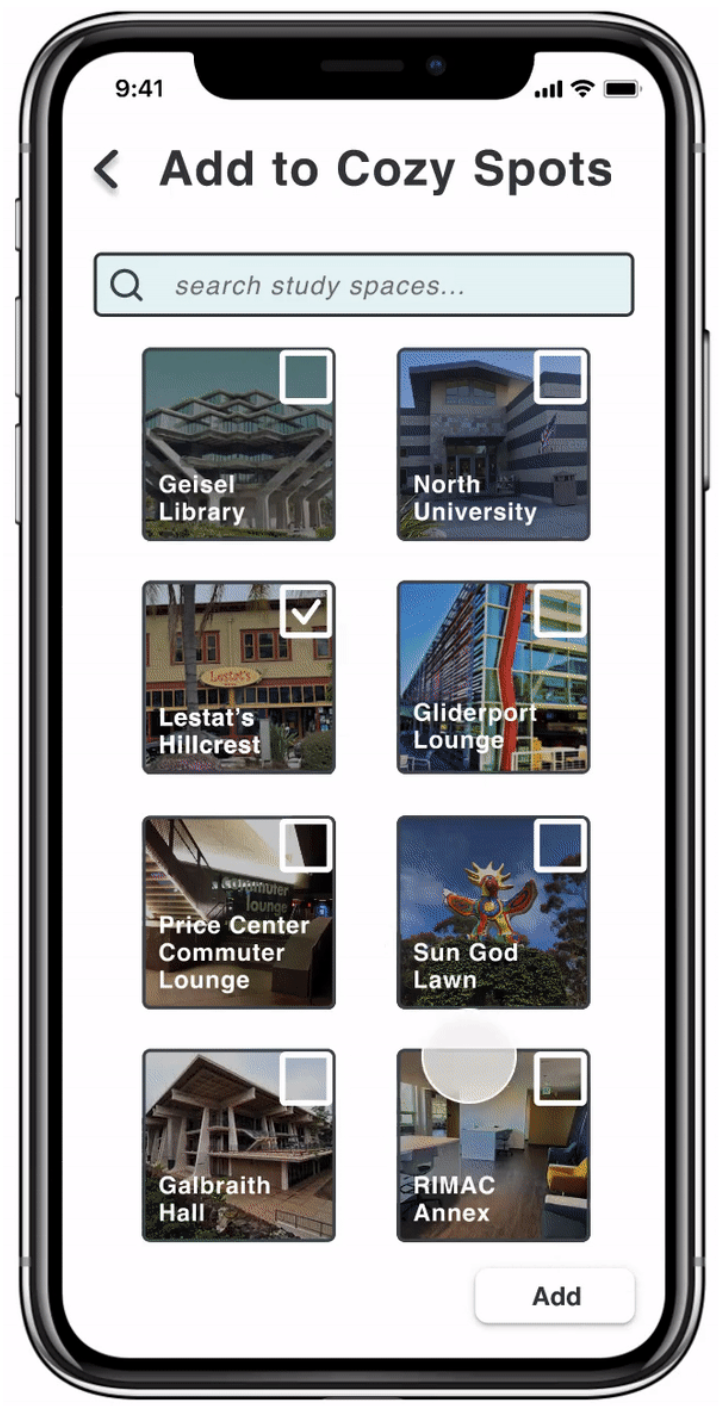 9:41
Add to Cozy Spots
search study spaces...
Geisel
Library
North
University
Lestat's
Lestat’s
Hillcrest
Gliderport
Lounge
commuter
lounge
Price Center
Commuter
Lounge
Sun God
Lawn
Galbraith
Hall
RIMAC
Annex
Add